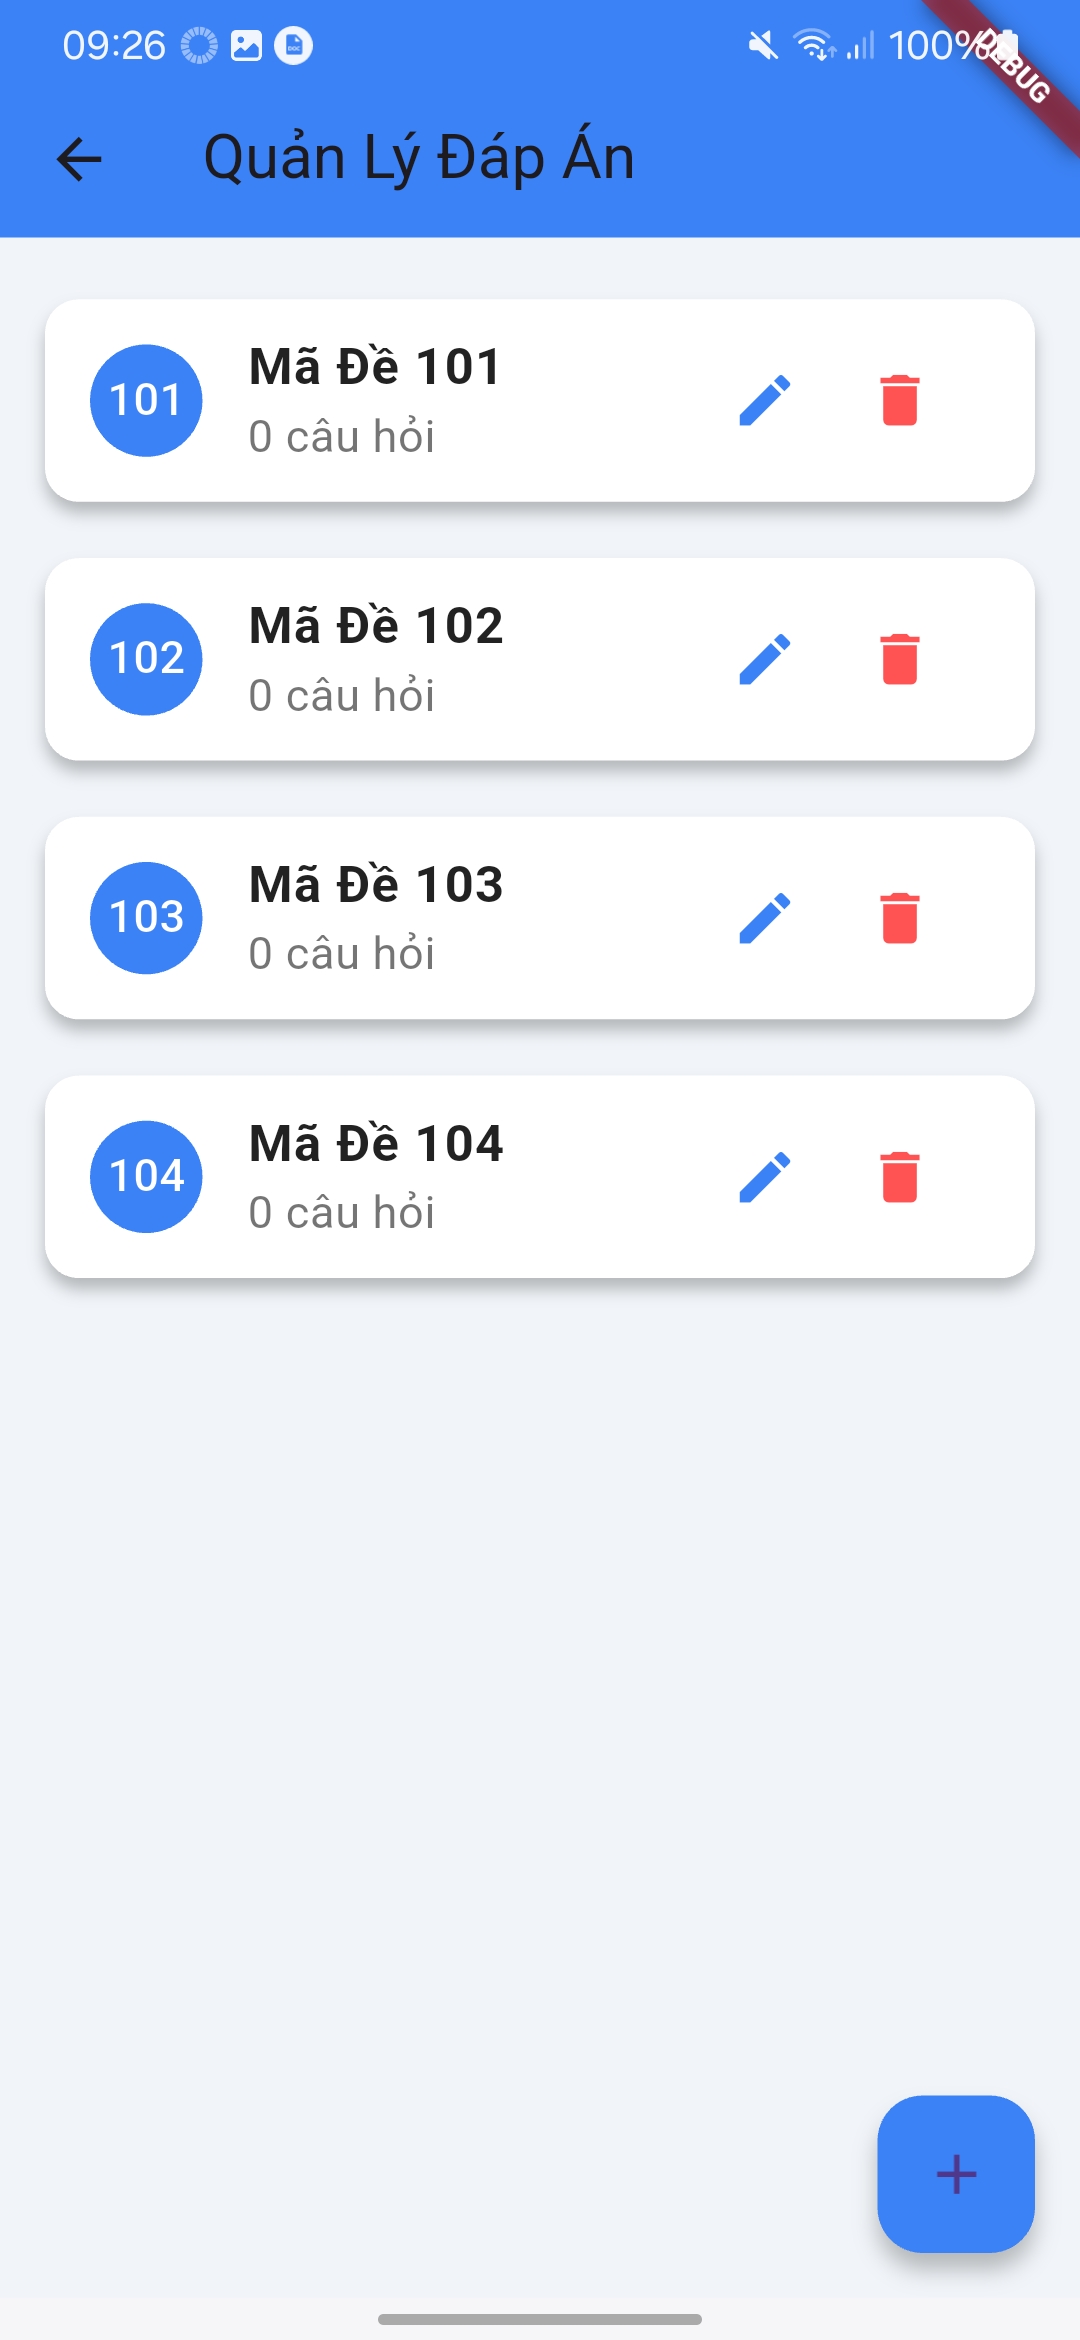 09:26 100%
DEBUG
Quản Lý Đáp Án
101
Mã Đề 101
0 câu hỏi
102
Mã Đề 102
0 câu hỏi
103
Mã Đề 103
0 câu hỏi
104
Mã Đề 104
0 câu hỏi